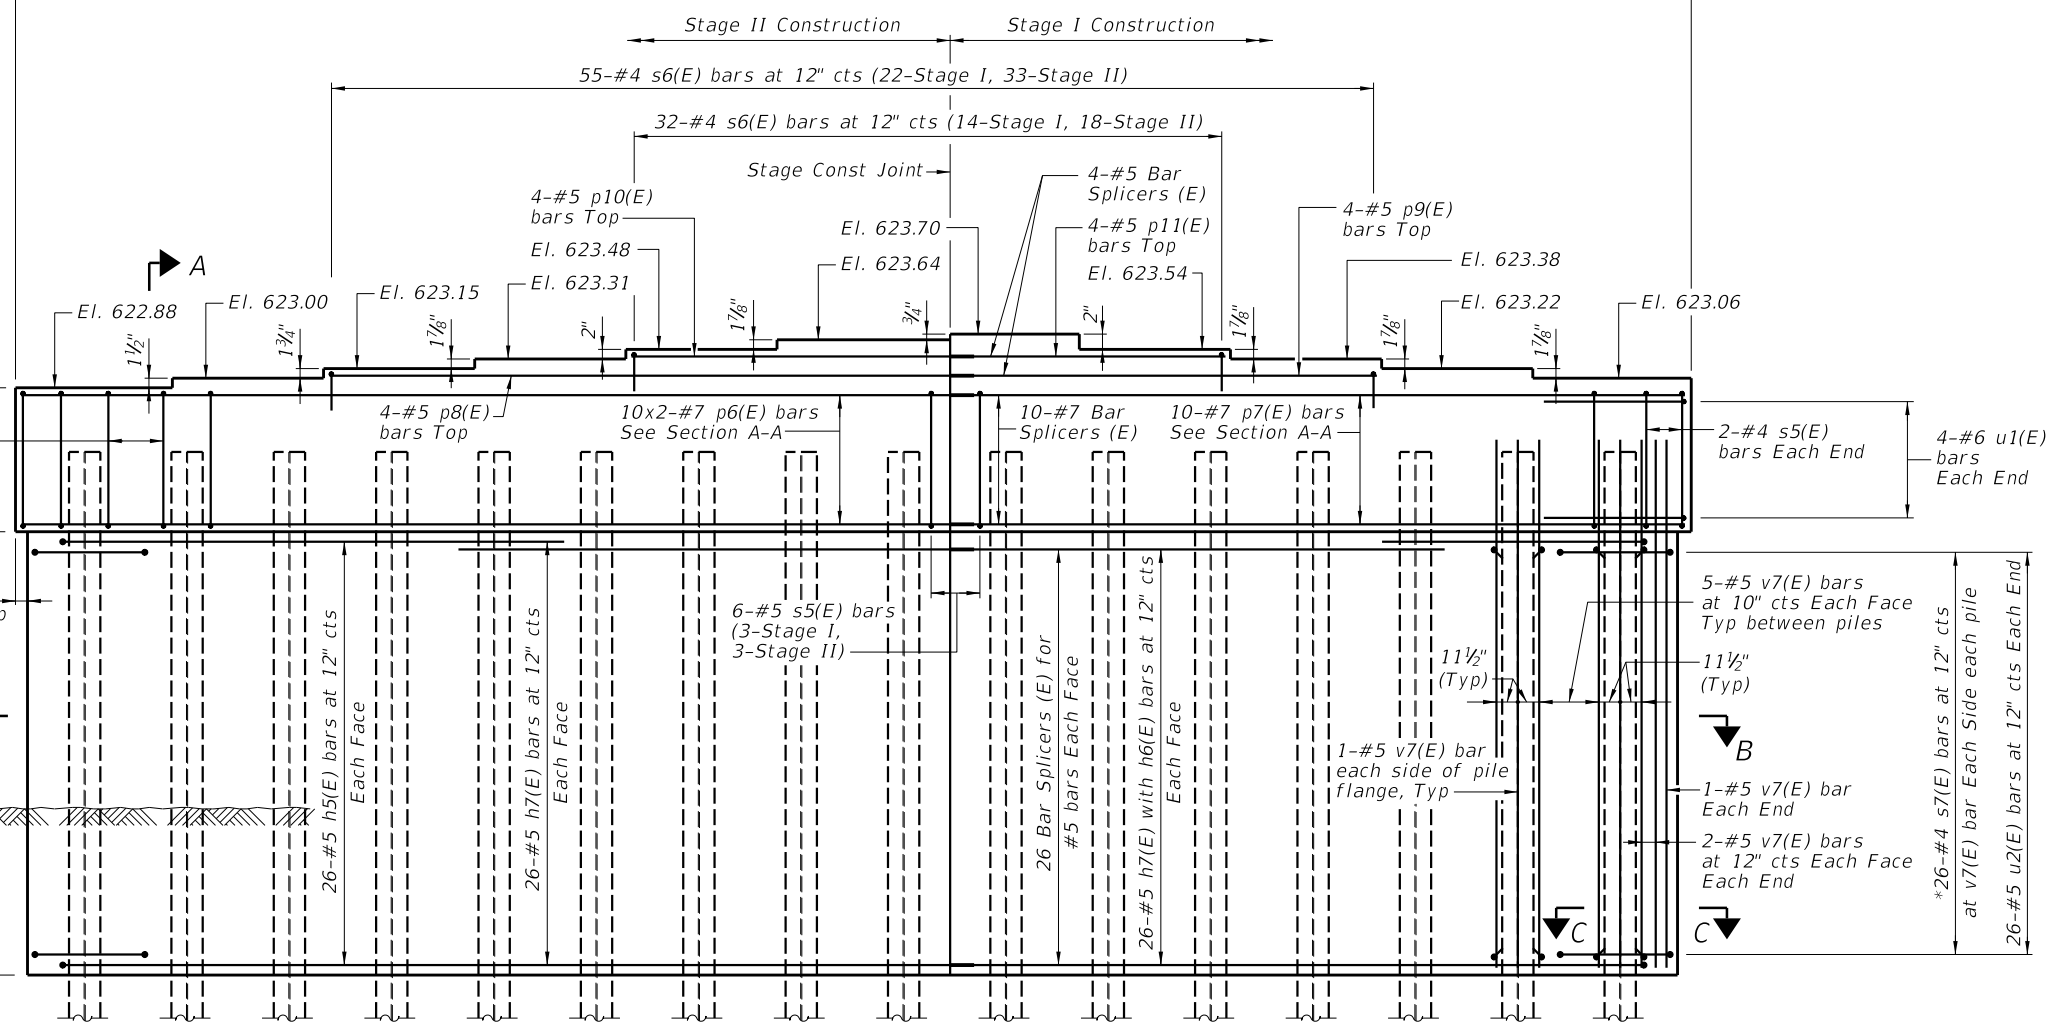 Stage II Construction
Stage I Construction
55-#4 s6(E) bars at 12" cts (22-Stage I, 33-Stage II)
32-#4 s6(E) bars at 12" cts (14-Stage I, 18-Stage II)
Stage Const Joint
4-#5 Bar
Splicers (E)
4-#5 p10(E)
bars Top
El. 623.70
4-#5 p11(E)
bars Top
4-#5 p9(E)
bars Top
El. 623.48
El. 623.64
El. 623.54
El. 623.38
A
El. 622.88
El. 623.00
El. 623.15
El. 623.31
El. 623.22
El. 623.06
1½"
1¾"
1⅞"
2"
1⅞"
¾"
2"
1⅞"
1⅞"
1⅞"
4-#5 p8(E)
bars Top
10x2-#7 p6(E) bars
See Section A-A
10-#7 Bar
Splicers (E)
10-#7 p7(E) bars
See Section A-A
2-#4 s5(E)
bars Each End
4-#6 u1(E)
bars
Each End
6-#5 s5(E) bars
(3-Stage I,
3-Stage II)
26-#5 h5(E) bars at 12" cts
Each Face
26-#5 h7(E) bars at 12" cts
Each Face
26 Bar Splicers (E) for
#5 bars Each Face
26-#5 h7(E) with h6(E) bars at 12" cts
Each Face
5-#5 v7(E) bars
at 10" cts Each Face
Typ between piles
11½"
(Typ)
11½"
(Typ)
1-#5 v7(E) bar
each side of pile
flange, Typ
B
1-#5 v7(E) bar
Each End
2-#5 v7(E) bars
at 12" cts Each Face
Each End
C
C
*26-#4 s7(E) bars at 12" cts
at v7(E) bar Each Side each pile
26-#5 u2(E) bars at 12" cts Each End